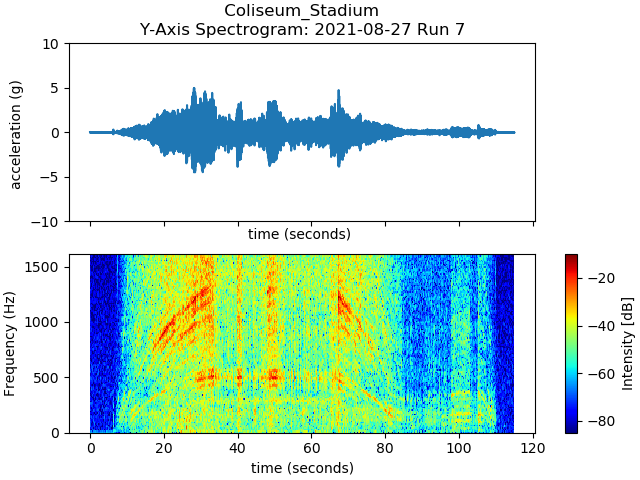 Coliseum_Stadium
Y-Axis Spectrogram: 2021-08-27 Run 7
10
5
0
−5
−10
acceleration (g)
time (seconds)
1500
1000
500
0
Frequency (Hz)
0 20 40 60 80 100 120
time (seconds)
−20
−40
−60
−80
Intensity [dB]